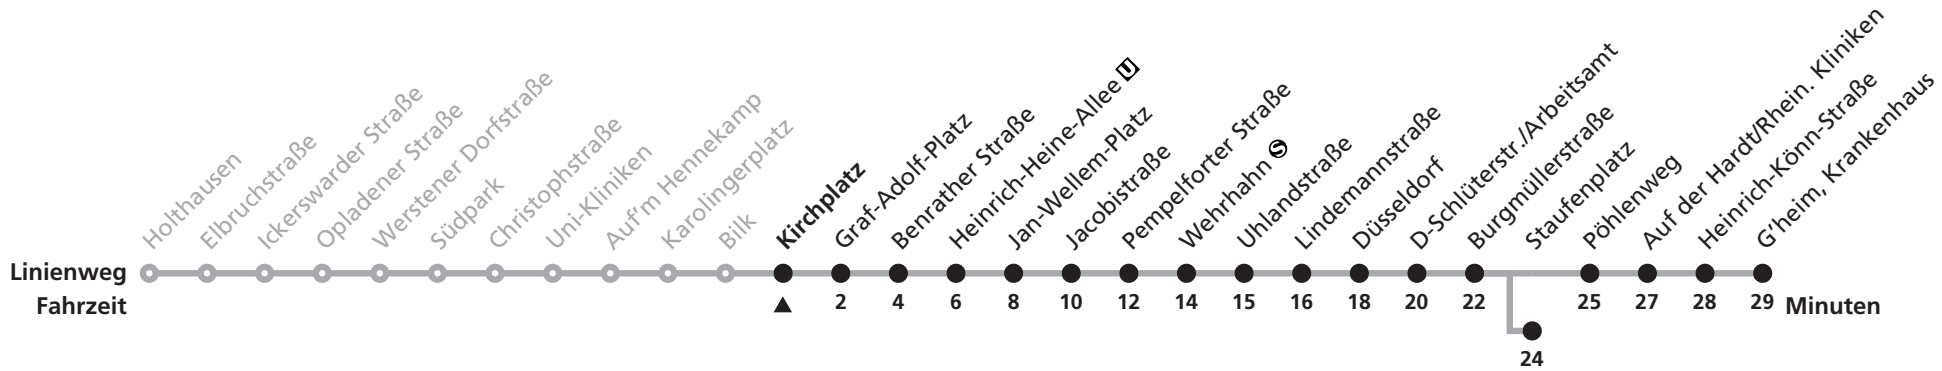 Holthausen
Elbruchstraße
Ickerswarder Straße
Opladener Straße
Werstener Dorfstraße
Südpark
Christophstraße
Uni-Kliniken
Auf'm Hennekamp
Karolingerplatz
Bilk
Kirchplatz
Graf-Adolf-Platz
Benrather Straße
Heinrich-Heine-Allee U
Jan-Wellem-Platz
Jacobistraße
Pempelforter Straße
Wehrhahn S
Uhlandstraße
Lindemannstraße
Düsseldorf
D-Schlüterstr./Arbeitsamt
Burgmüllerstraße
Staufenplatz
Pöhlenweg
Auf der Hardt/Rhein. Kliniken
Heinrich-Könn-Straße
G'heim, Krankenhaus
Linienweg
Fahrzeit 2 4 6 8 10 12 14 15 16 18 20 22 25 27 28 29 Minuten
24